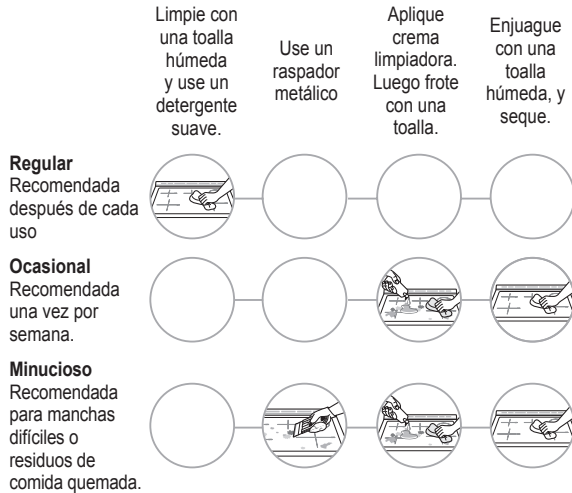 Limpie con
una toalla
húmeda
y use un
detergente
suave.
Use un
raspador
metálico
Aplique
crema
limpiadora.
Luego frote
con una
toalla.
Enjuague
con una
toalla
húmeda, y
seque.
Regular
Recomendada
después de cada
uso
Ocasional
Recomendada
una vez por
semana.
Minucioso
Recomendada
para manchas
difíciles o
residuos de
comida quemada.